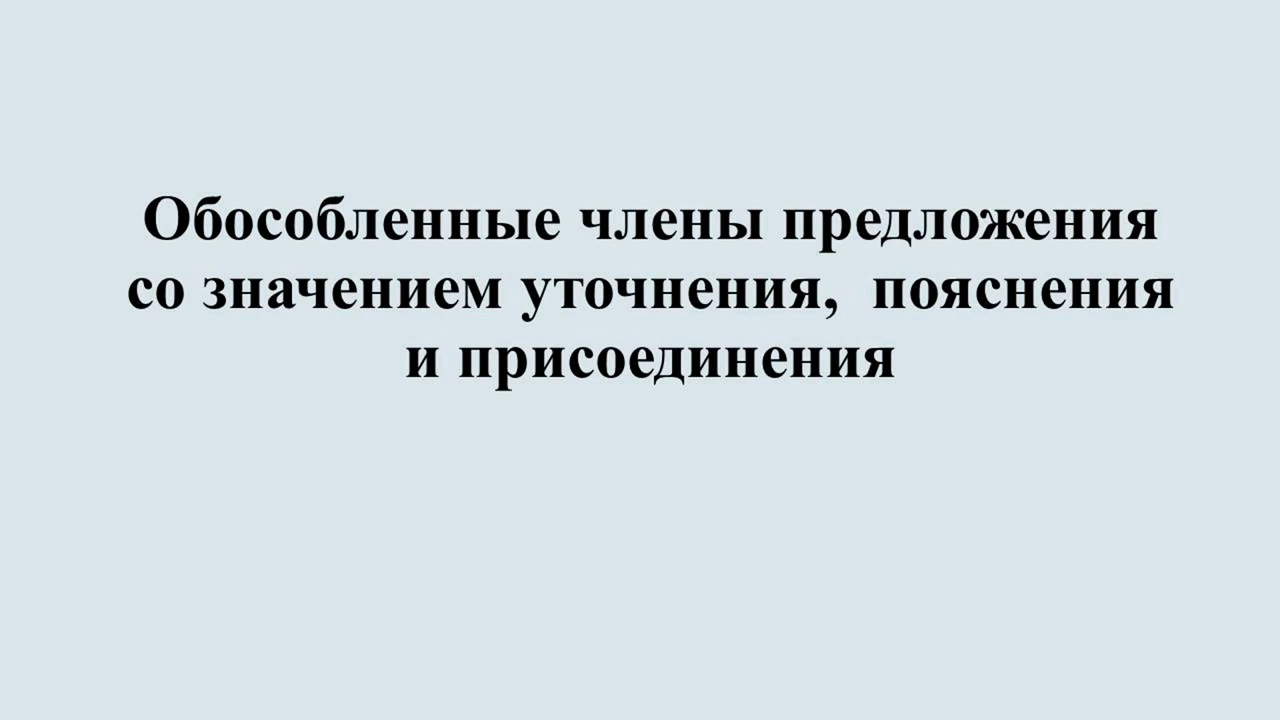 Обособленные члены предложения
со значением уточнения,  пояснения
и присоединения